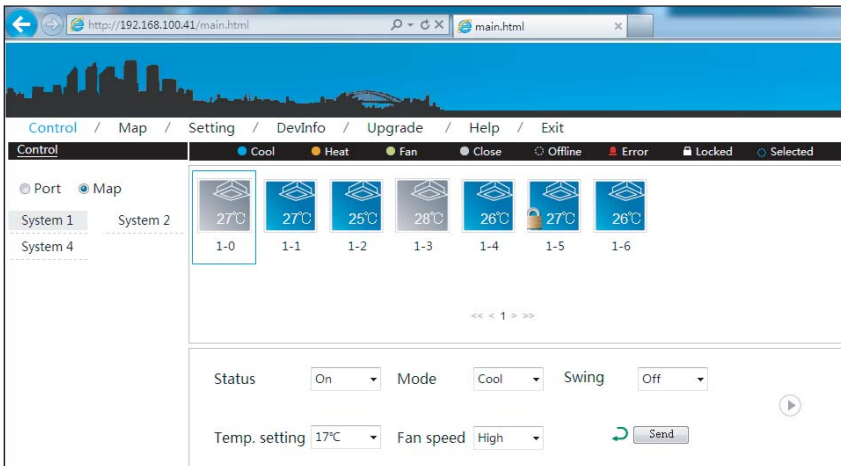 http://192.168.100.41/main.html
main.html
Control / Map / Setting / DevInfo / Upgrade / Help / Exit
Control
Cool Heat Fan Close Offline Error Locked Selected
Port Map
System 1 System 2
System 4
27℃ 27℃ 25℃ 28℃ 26℃ 27℃ 26℃
1-0 1-1 1-2 1-3 1-4 1-5 1-6
<< < 1 > >>
Status On Mode Cool Swing Off
Temp. setting 17℃ Fan speed High Send